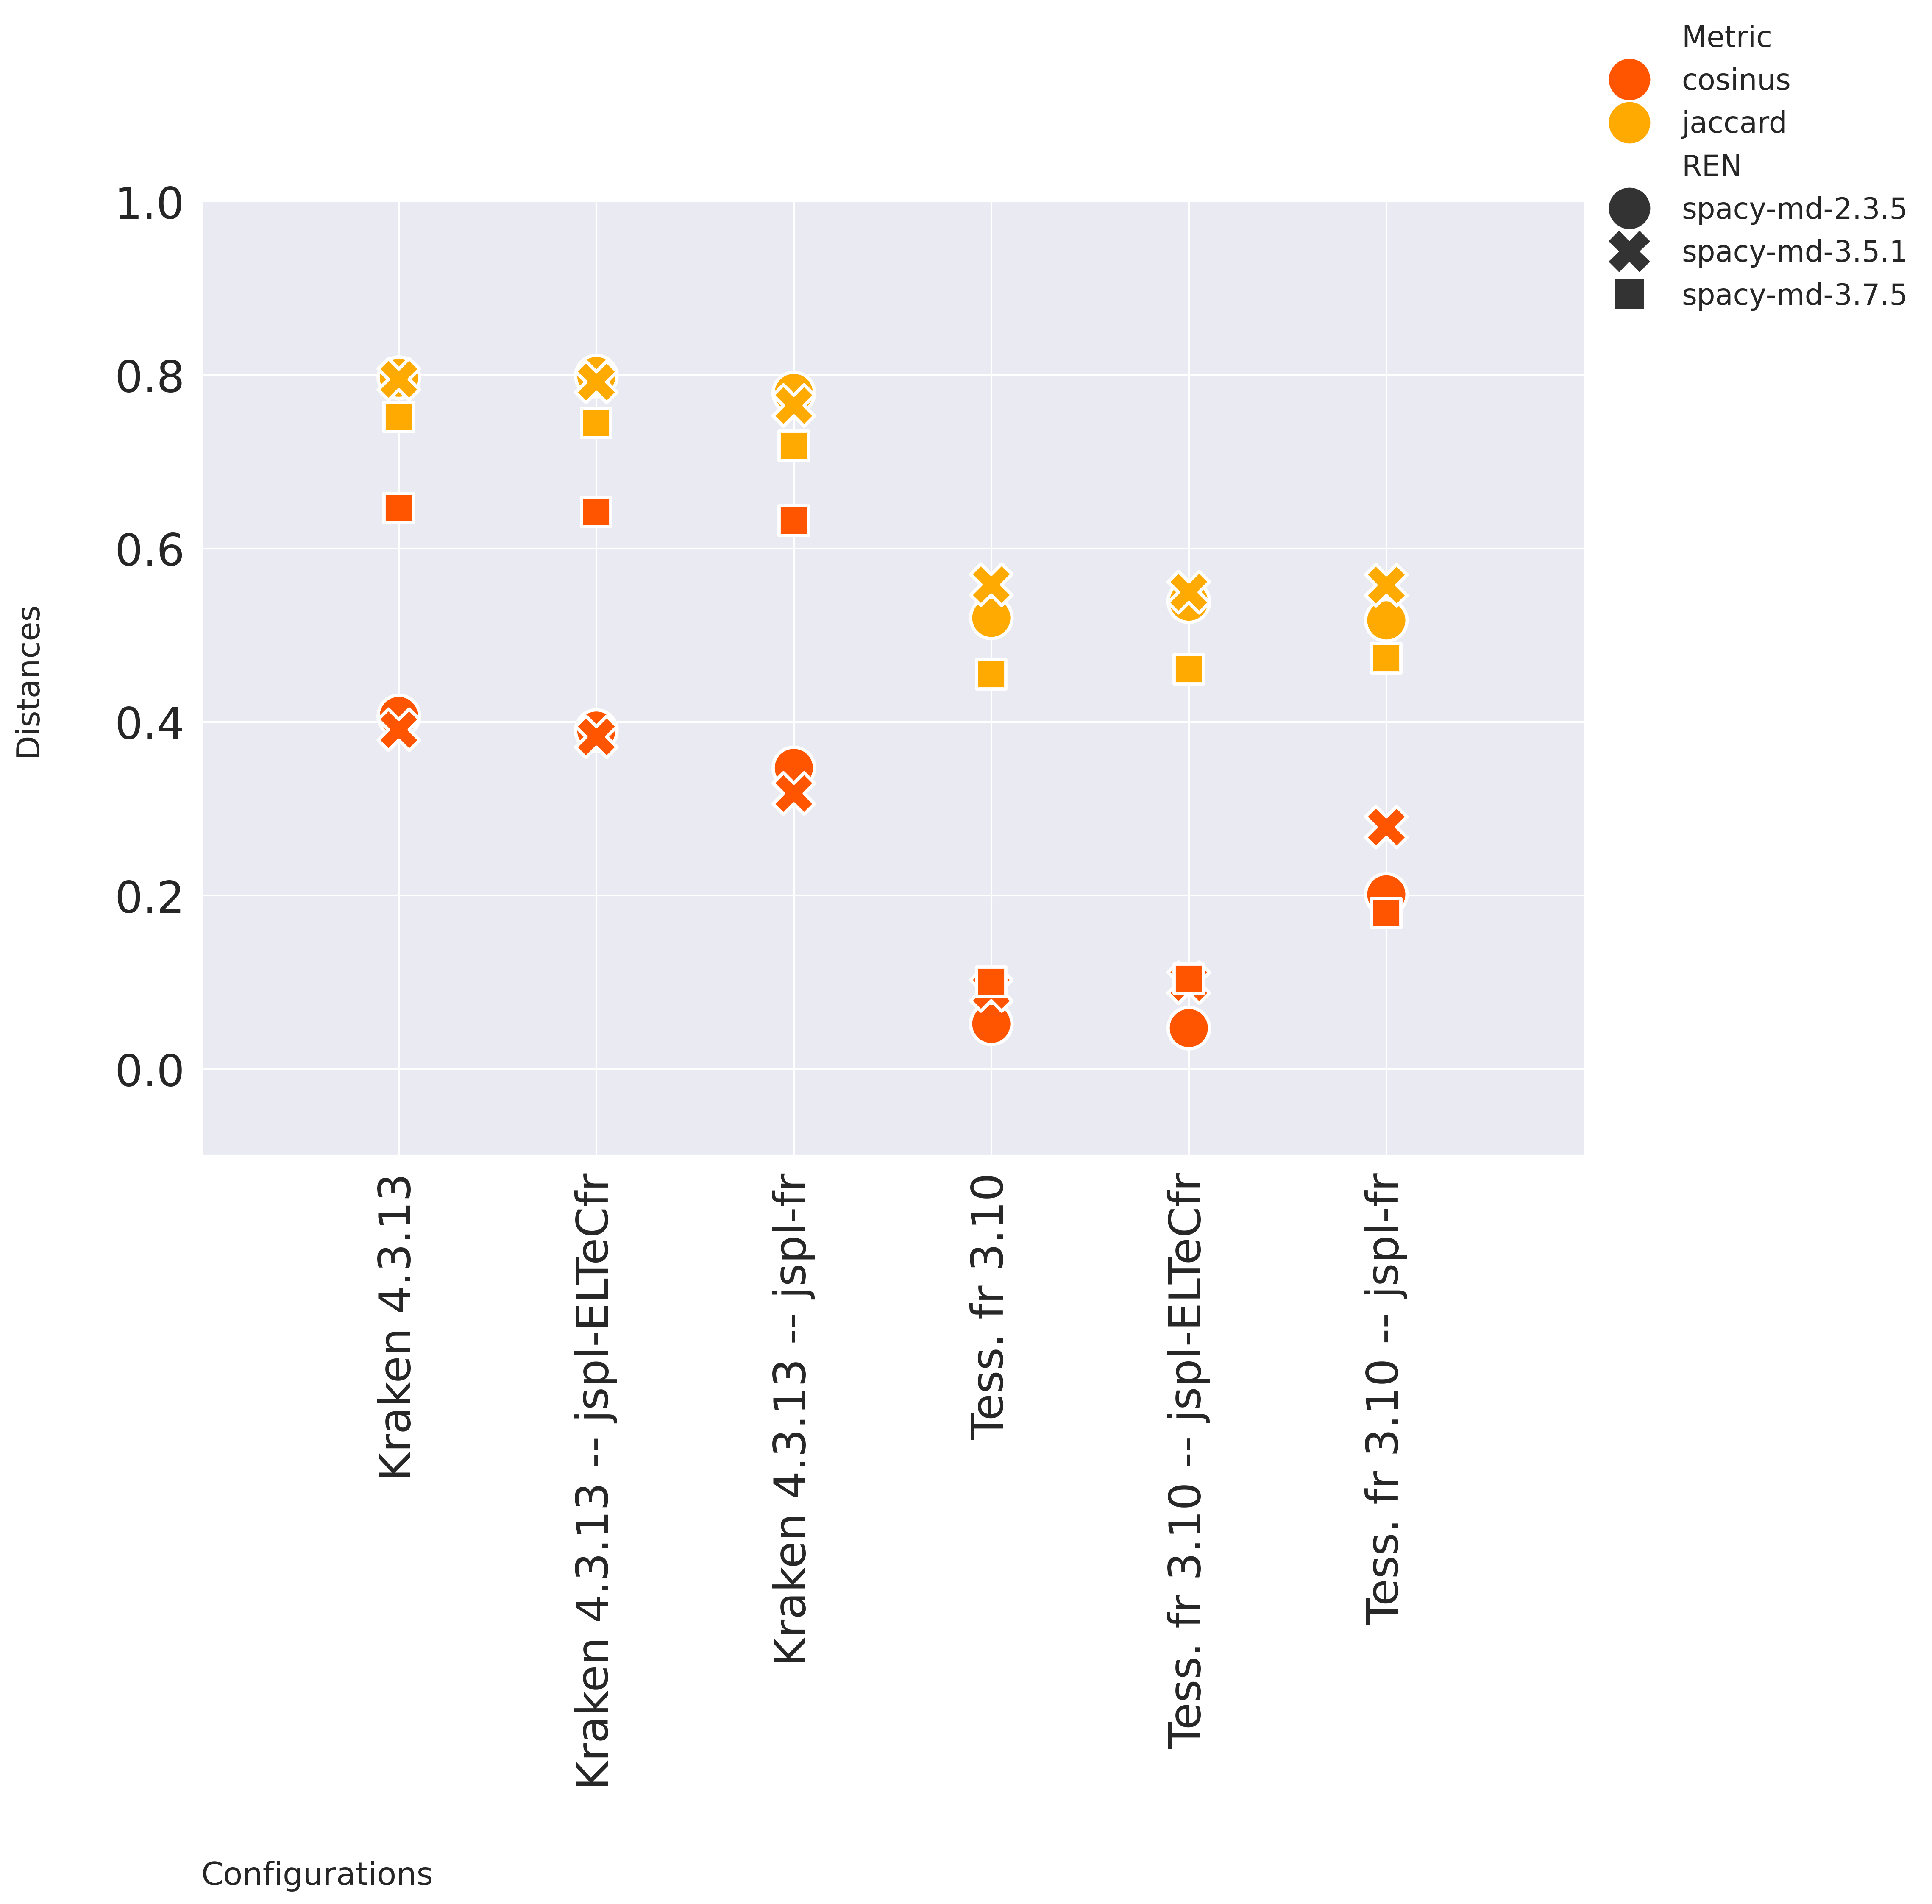 Metric
cosinus
jaccard
REN
spacy-md-2.3.5
spacy-md-3.5.1
spacy-md-3.7.5
1.0
0.8
0.6
0.4
0.2
0.0
Distances
Kraken 4.3.13
Kraken 4.3.13 -- jspl-ELTeCfr
Kraken 4.3.13 -- jspl-fr
Tess. fr 3.10
Tess. fr 3.10 -- jspl-ELTeCfr
Tess. fr 3.10 -- jspl-fr
Configurations